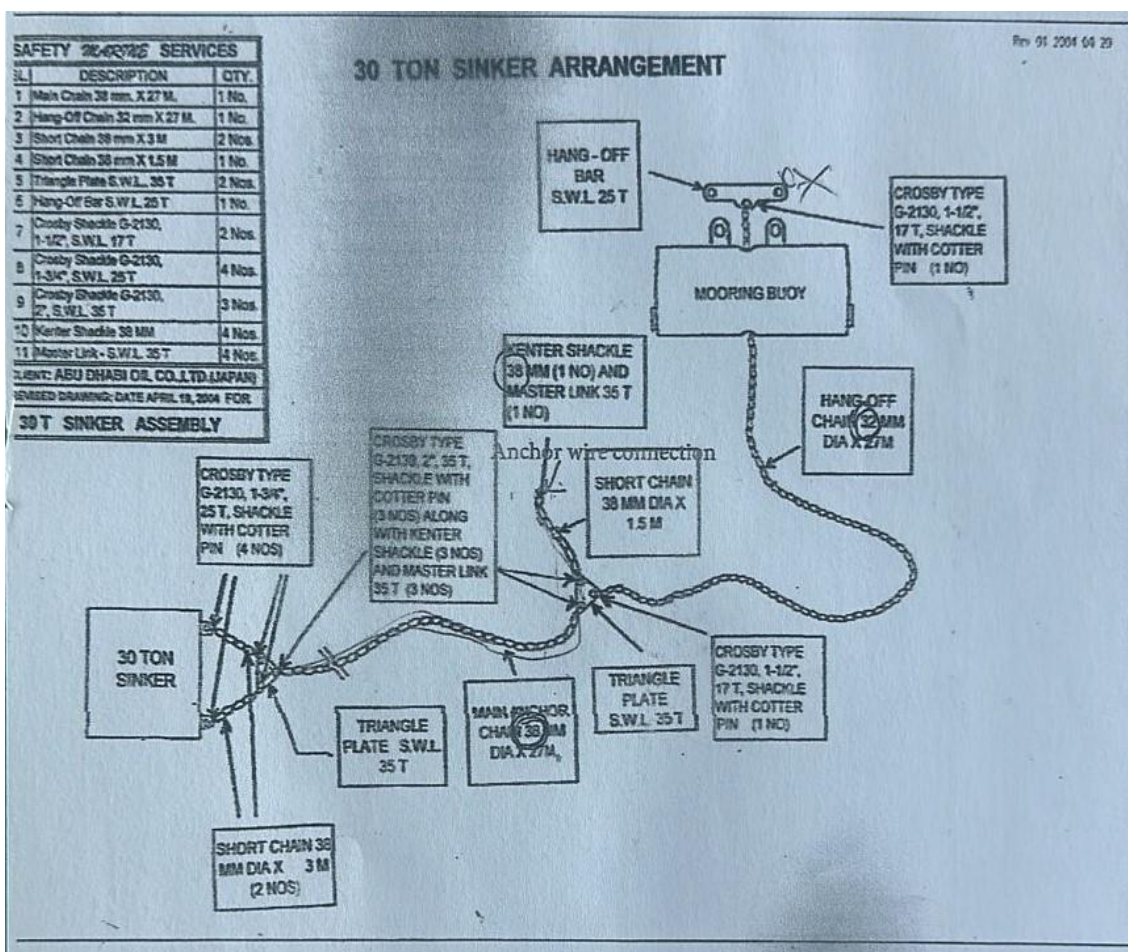 Rev 01 2004 04 29
30 TON SINKER ARRANGEMENT
SAFETY MARINE SERVICES
SL. DESCRIPTION QTY.
1 Main Chain 38 mm. X 27 M. 1 No.
2 Hang-Off Chain 32 mm X 27 M. 1 No.
3 Short Chain 38 mm X 3 M 2 Nos.
4 Short Chain 38 mm X 1.5 M 1 No.
5 Triangle Plate S.W.L. 35 T 2 Nos.
6 Hang-Off Bar S.W.L. 25 T 1 No.
7 Crosby Shackle G-2130,
1-1/2", S.W.L. 17 T 2 Nos.
8 Crosby Shackle G-2130,
1-3/4", S.W.L. 25 T 4 Nos.
9 Crosby Shackle G-2130,
2", S.W.L. 35 T 3 Nos.
10 Kenter Shackle 38 MM 4 Nos.
11 Master Link - S.W.L. 35 T 4 Nos.
CLIENT: ABU DHABI OIL CO.,LTD.(JAPAN)
REVISED DRAWING: DATE APRIL 19, 2004 FOR
30 T SINKER ASSEMBLY
HANG - OFF
BAR
S.W.L. 25 T
CROSBY TYPE
G-2130, 1-1/2",
17 T, SHACKLE
WITH COTTER
PIN (1 NO)
MOORING BUOY
KENTER SHACKLE
38 MM (1 NO) AND
MASTER LINK 35 T
(1 NO)
HANG-OFF
CHAIN 32 MM
DIA X 27M
Anchor wire connection
CROSBY TYPE
G-2130, 2", 35 T,
SHACKLE WITH
COTTER PIN
(3 NOS) ALONG
WITH KENTER
SHACKLE (3 NOS)
AND MASTER LINK
35 T (3 NOS)
SHORT CHAIN
38 MM DIA X
1.5 M
CROSBY TYPE
G-2130, 1-3/4",
25 T, SHACKLE
WITH COTTER
PIN (4 NOS)
30 TON
SINKER
TRIANGLE
PLATE S.W.L.
35 T
MAIN ANCHOR
CHAIN 38 MM
DIA X 27M.
TRIANGLE
PLATE
S.W.L. 35T
CROSBY TYPE
G-2130, 1-1/2",
17 T, SHACKLE
WITH COTTER
PIN (1 NO)
SHORT CHAIN 38
MM DIA X 3 M
(2 NOS)